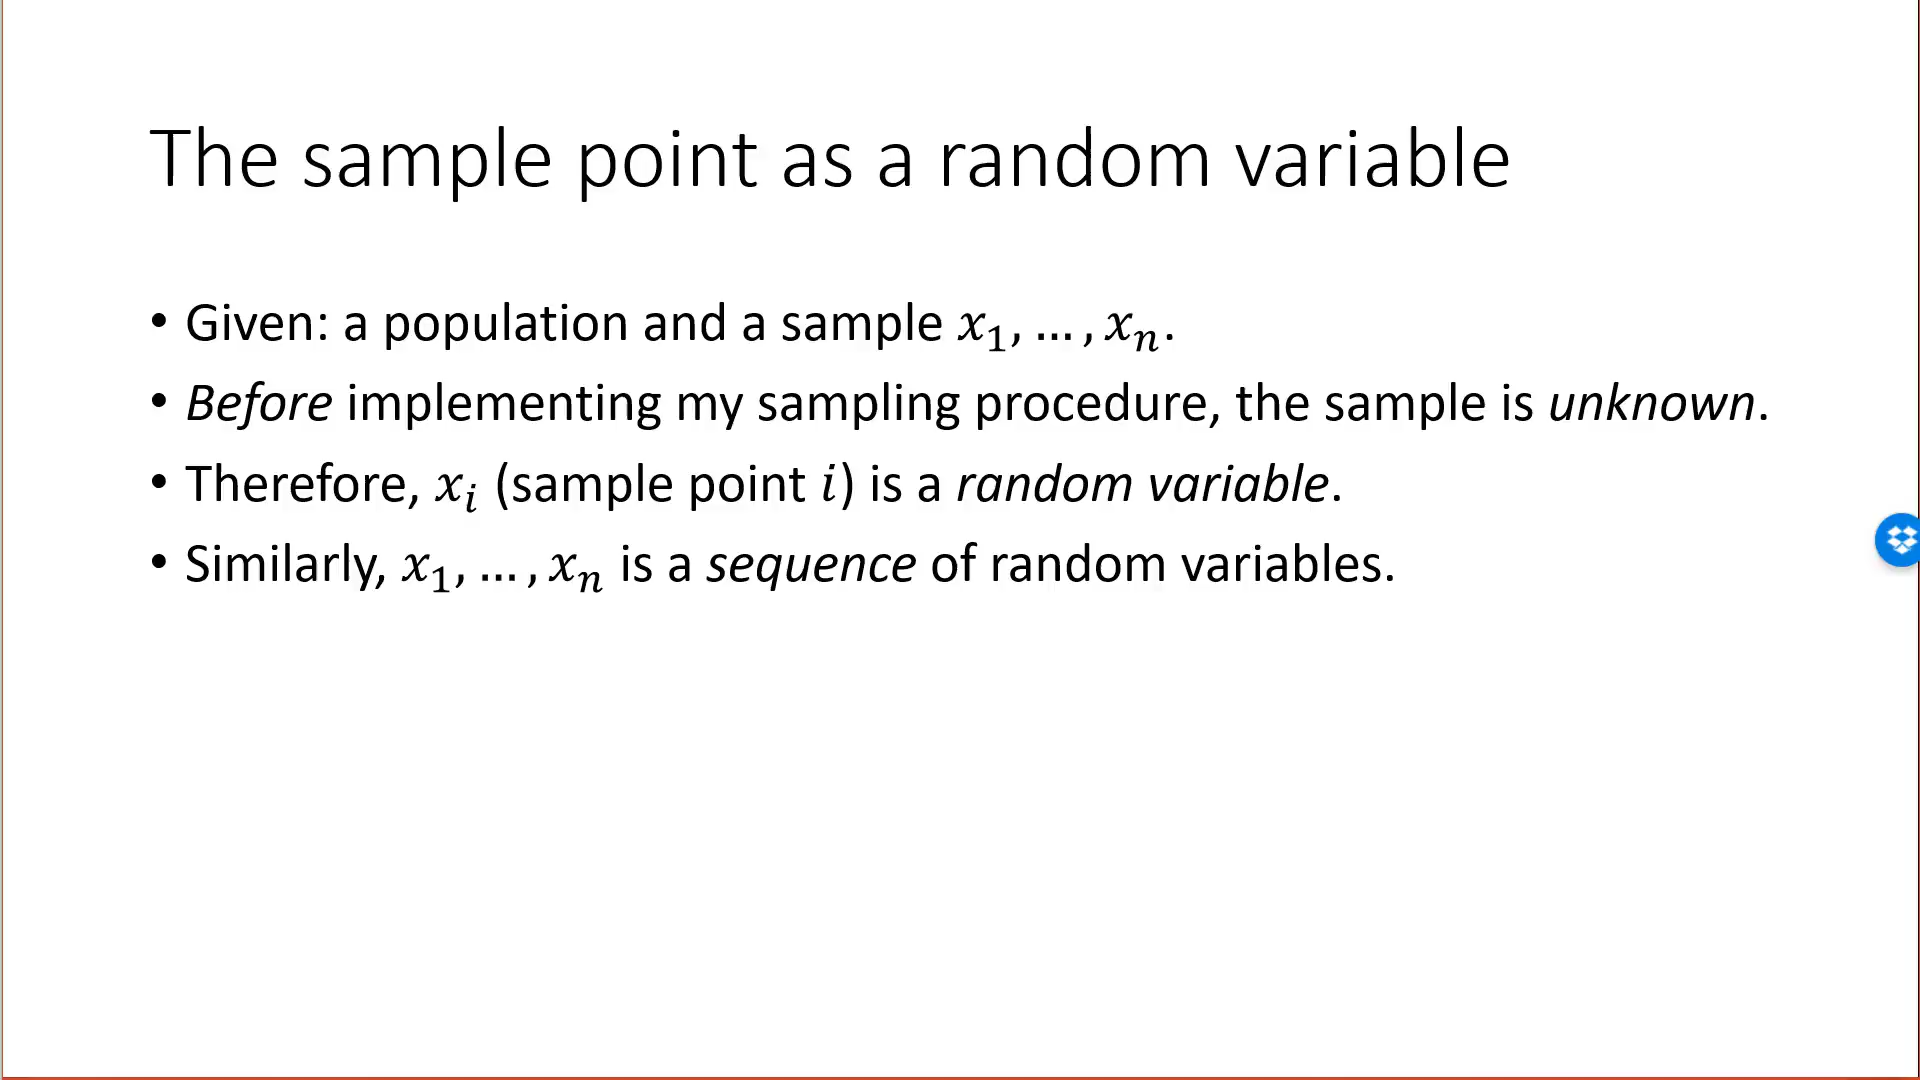 The sample point as a random variable
• Given: a population and a sample x₁, … , xₙ.
• Before implementing my sampling procedure, the sample is unknown.
• Therefore, xᵢ (sample point i) is a random variable.
• Similarly, x₁, … , xₙ is a sequence of random variables.